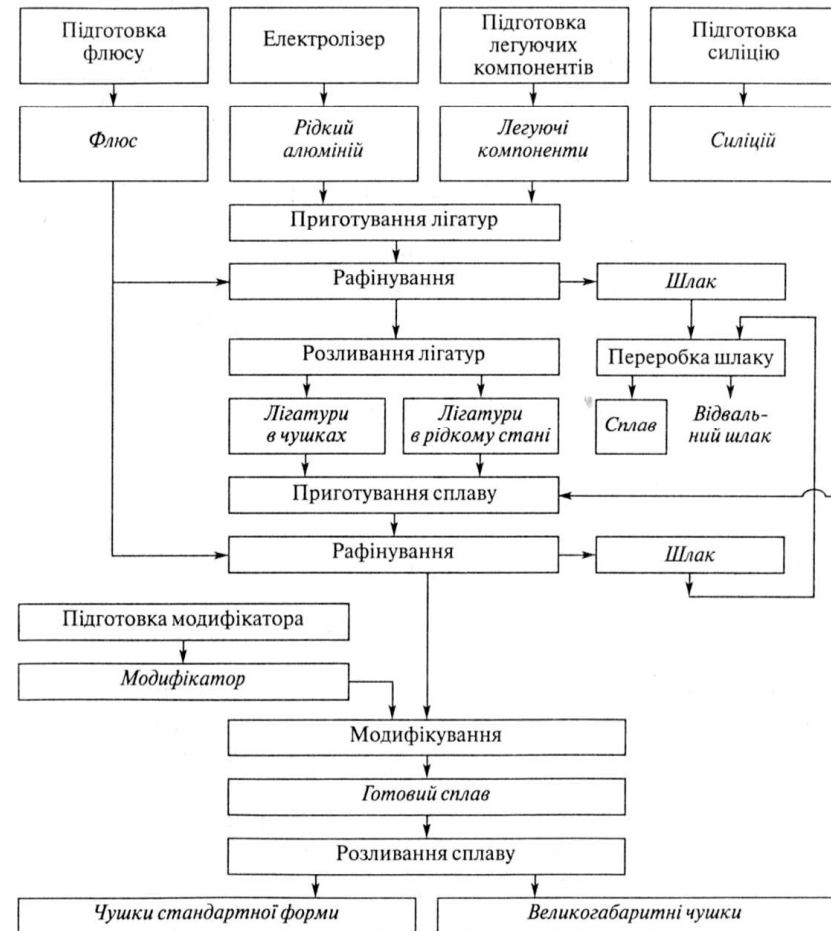 Підготовка
флюсу
Електролізер
Підготовка
легуючих
компонентів
Підготовка
силіцію
Флюс
Рідкий
алюміній
Легуючі
компоненти
Силіцій
Приготування лігатур
Рафінування
Шлак
Розливання лігатур
Переробка шлаку
Лігатури
в чушках
Лігатури
в рідкому стані
Сплав
Відваль-
ний шлак
Приготування сплаву
Рафінування
Шлак
Підготовка модифікатора
Модифікатор
Модифікування
Готовий сплав
Розливання сплаву
Чушки стандартної форми
Великогабаритні чушки